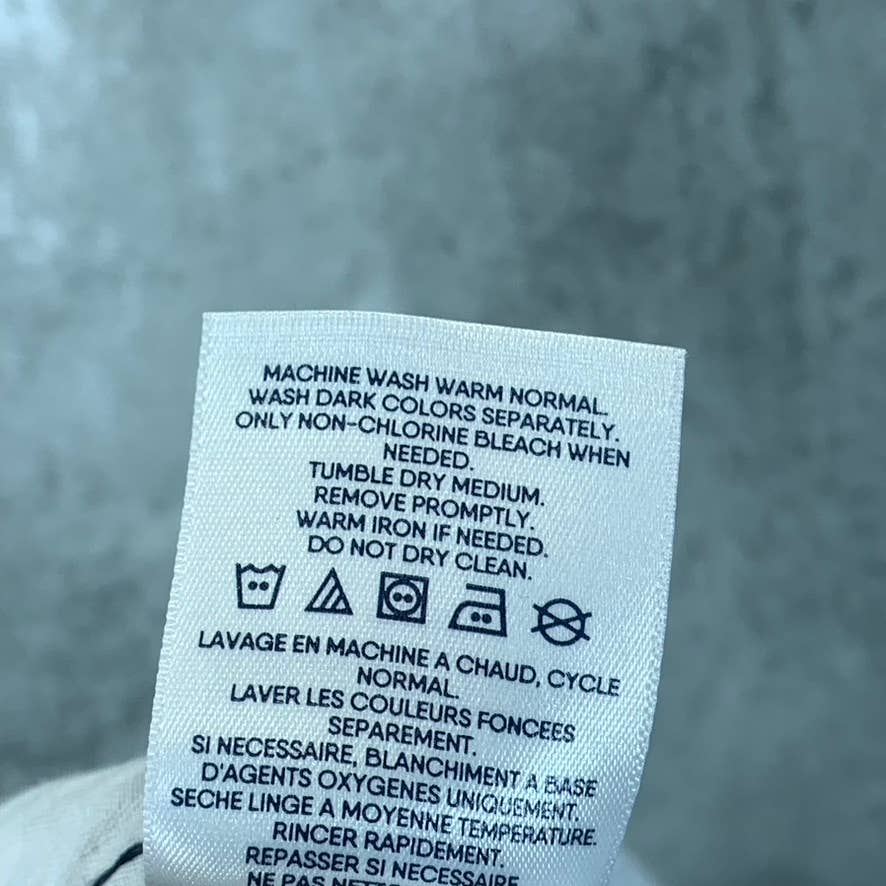 MACHINE WASH WARM NORMAL.
WASH DARK COLORS SEPARATELY.
ONLY NON-CHLORINE BLEACH WHEN
NEEDED.
TUMBLE DRY MEDIUM.
REMOVE PROMPTLY.
WARM IRON IF NEEDED.
DO NOT DRY CLEAN.
LAVAGE EN MACHINE A CHAUD, CYCLE
NORMAL.
LAVER LES COULEURS FONCEES
SEPAREMENT.
SI NECESSAIRE, BLANCHIMENT A BASE
D'AGENTS OXYGENES UNIQUEMENT.
SECHE LINGE A MOYENNE TEMPERATURE.
RINCER RAPIDEMENT.
REPASSER SI NECESSAIRE
NE PAS